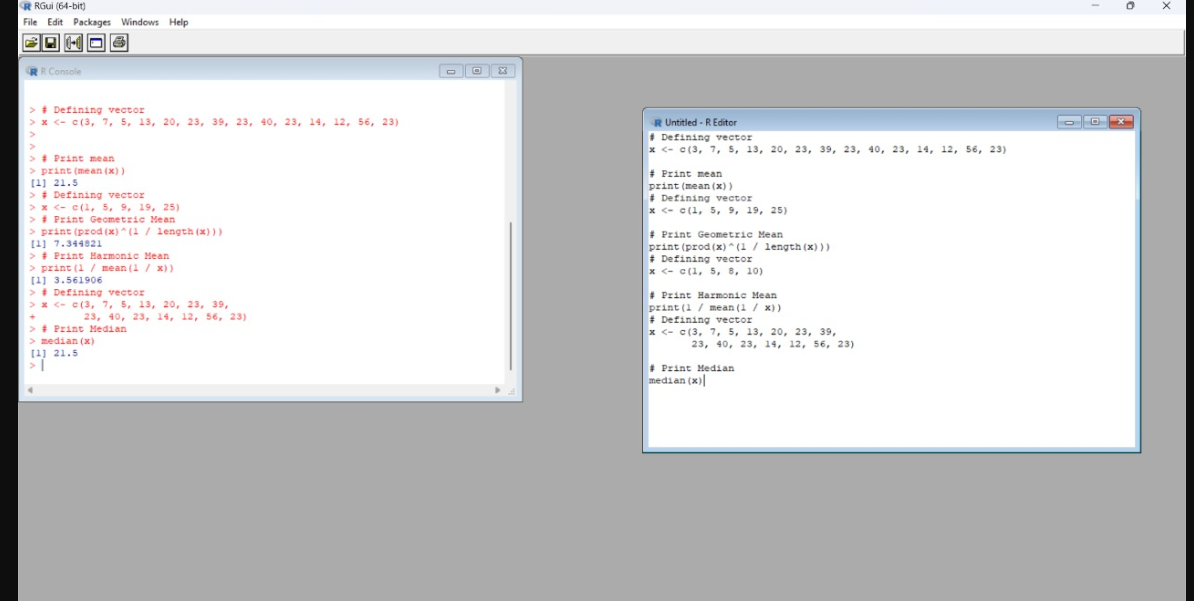 RGui (64-bit)
File Edit Packages Windows Help
R Console
> # Defining vector
> x <- c(3, 7, 5, 13, 20, 23, 39, 23, 40, 23, 14, 12, 56, 23)
>
>
> # Print mean
> print(mean(x))
[1] 21.5
> # Defining vector
> x <- c(1, 5, 9, 19, 25)
> # Print Geometric Mean
> print(prod(x)^(1 / length(x)))
[1] 7.344821
> # Print Harmonic Mean
> print(1 / mean(1 / x))
[1] 3.561906
> # Defining vector
> x <- c(3, 7, 5, 13, 20, 23, 39,
+        23, 40, 23, 14, 12, 56, 23)
> # Print Median
> median(x)
[1] 21.5
>
Untitled - R Editor
# Defining vector
x <- c(3, 7, 5, 13, 20, 23, 39, 23, 40, 23, 14, 12, 56, 23)

# Print mean
print(mean(x))
# Defining vector
x <- c(1, 5, 9, 19, 25)

# Print Geometric Mean
print(prod(x)^(1 / length(x)))
# Defining vector
x <- c(1, 5, 8, 10)

# Print Harmonic Mean
print(1 / mean(1 / x))
# Defining vector
x <- c(3, 7, 5, 13, 20, 23, 39,
       23, 40, 23, 14, 12, 56, 23)

# Print Median
median(x)